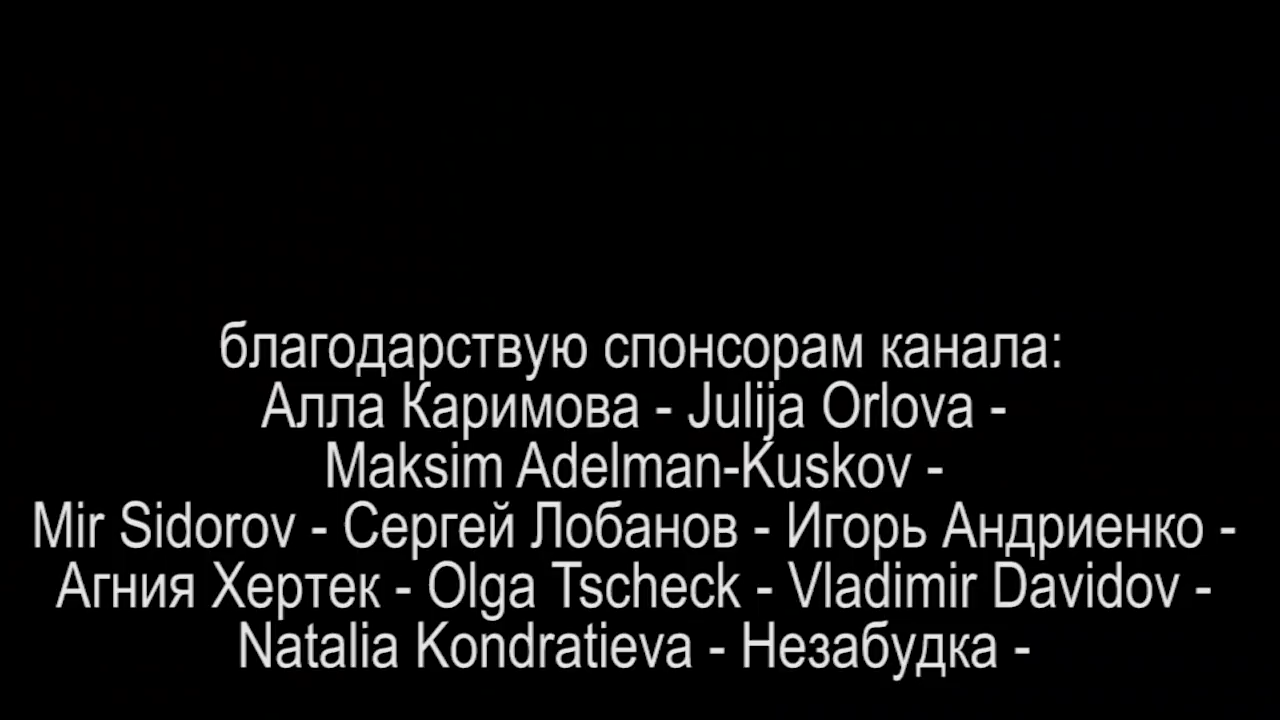 благодарствую спонсорам канала:
Алла Каримова - Julija Orlova -
Maksim Adelman-Kuskov -
Mir Sidorov - Сергей Лобанов - Игорь Андриенко -
Агния Хертек - Olga Tscheck - Vladimir Davidov -
Natalia Kondratieva - Незабудка -